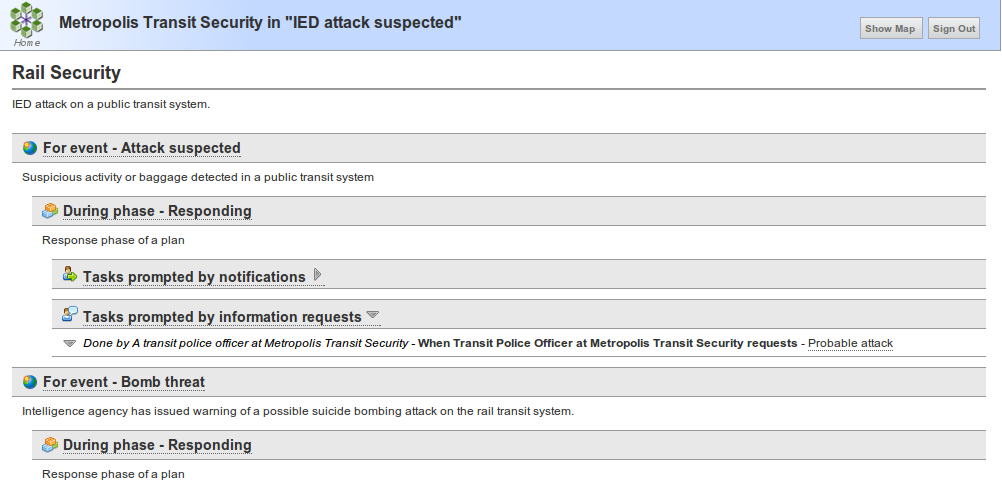 Metropolis Transit Security in "IED attack suspected"
Home
Show Map
Sign Out
Rail Security
IED attack on a public transit system.
For event - Attack suspected
Suspicious activity or baggage detected in a public transit system
During phase - Responding
Response phase of a plan
Tasks prompted by notifications
Tasks prompted by information requests
Done by A transit police officer at Metropolis Transit Security - When Transit Police Officer at Metropolis Transit Security requests - Probable attack
For event - Bomb threat
Intelligence agency has issued warning of a possible suicide bombing attack on the rail transit system.
During phase - Responding
Response phase of a plan